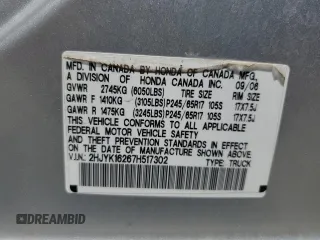 MFD. IN CANADA BY HONDA OF CANADA MFG.,
A DIVISION OF HONDA CANADA INC. 09/06
GVWR 2745KG (6050LBS) TIRE SIZE RIM SIZE
GAWR F 1410KG (3105LBS) P245/65R17 105S 17X7.5J
GAWR R 1475KG (3245LBS) P245/65R17 105S 17X7.5J
THIS VEHICLE CONFORMS TO ALL APPLICABLE
FEDERAL MOTOR VEHICLE SAFETY AND THEFT
PREVENTION STANDARDS IN EFFECT ON THE
DATE OF MANUFACTURE SHOWN ABOVE.
V.I.N.: 2HJYK16267H517302 TYPE: TRUCK
DREAMBID
DREAMBID.COM